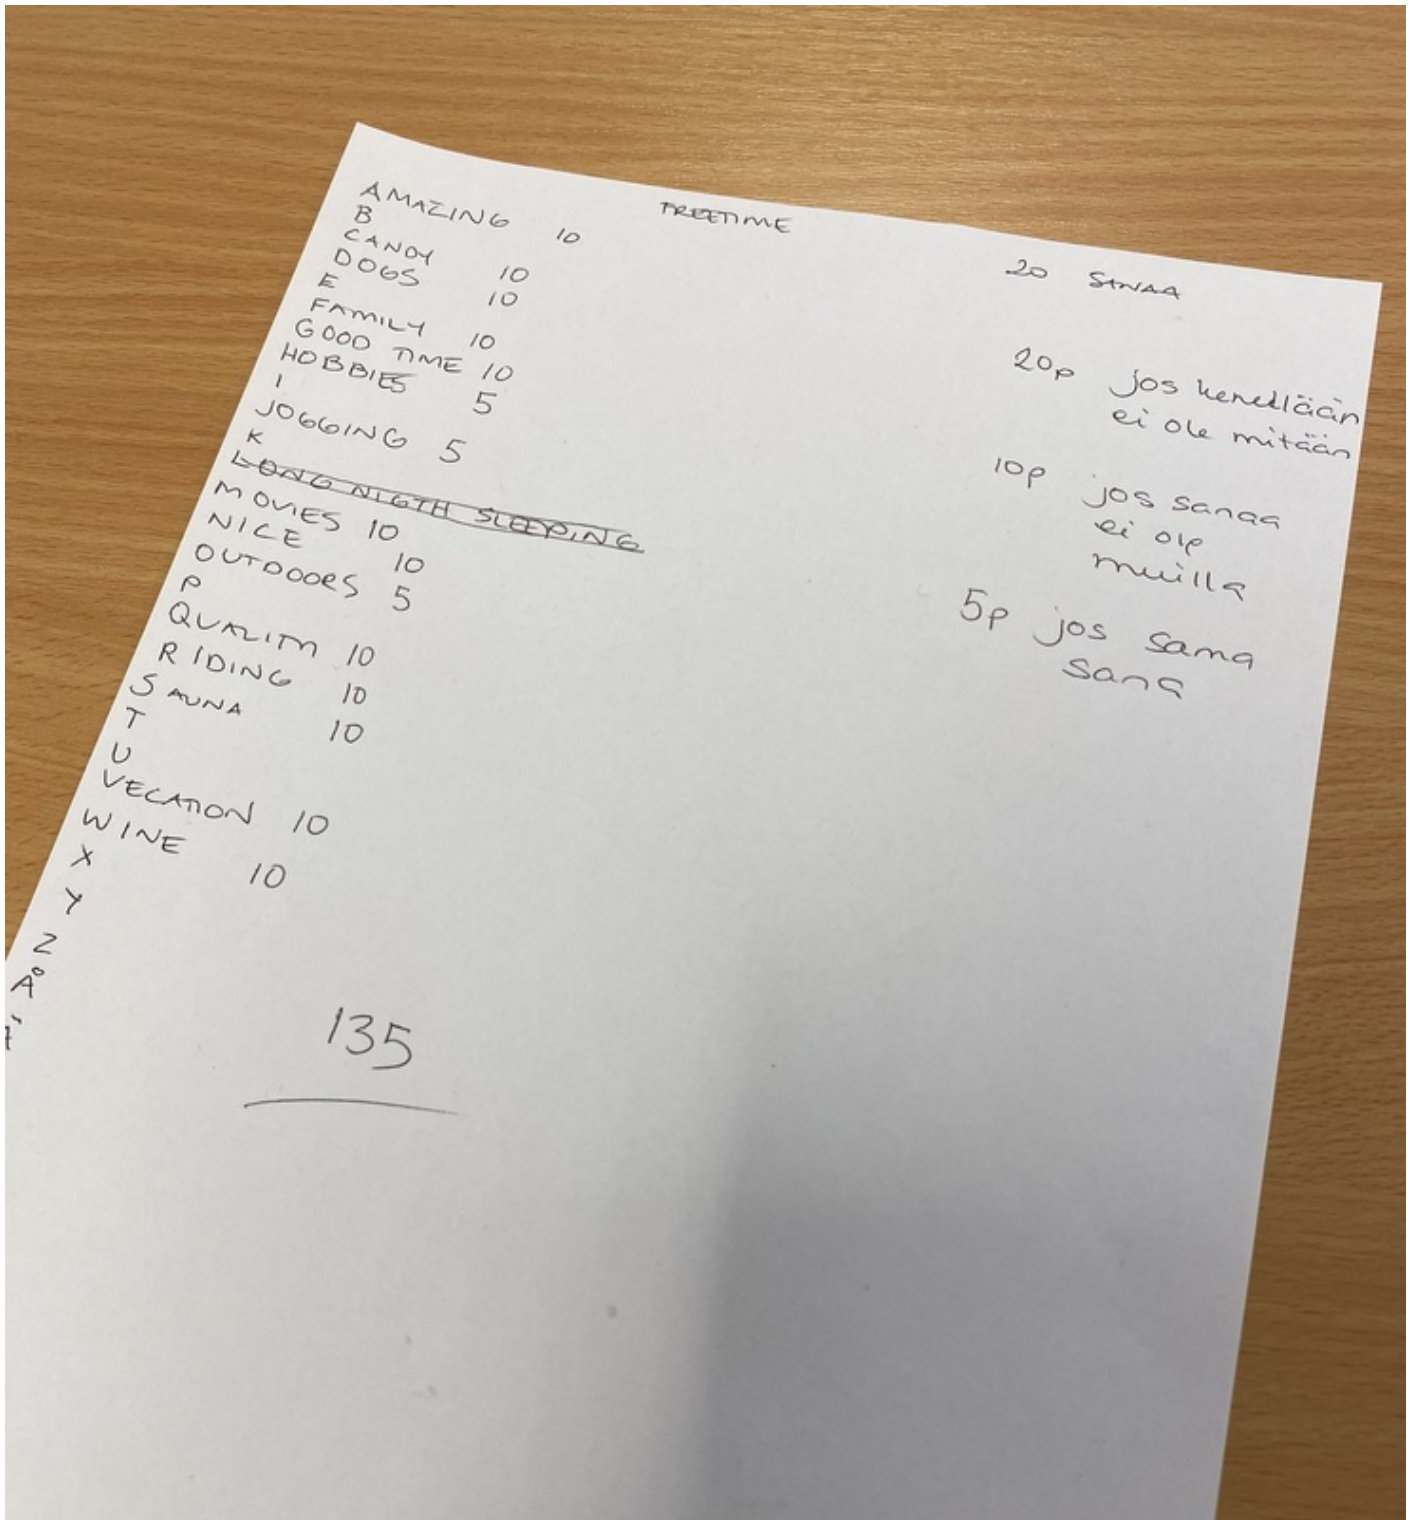 FREETIME
AMAZING 10
B
CANDY 10
DOGS 10
E
FAMILY 10
GOOD TIME 10
HOBBIES 5
I
JOGGING 5
K
LONG NIGTH SLEEPING
MOVIES 10
NICE 10
OUTDOORS 5
P
QUALITY 10
RIDING 10
SAUNA 10
T
U
VECATION 10
WINE 10
X
Y
Z
Å
Ä
135
20 SANAA
20p jos kenelläään
ei ole mitään
10p jos sanaa
ei ole
muilla
5p jos sama
sana